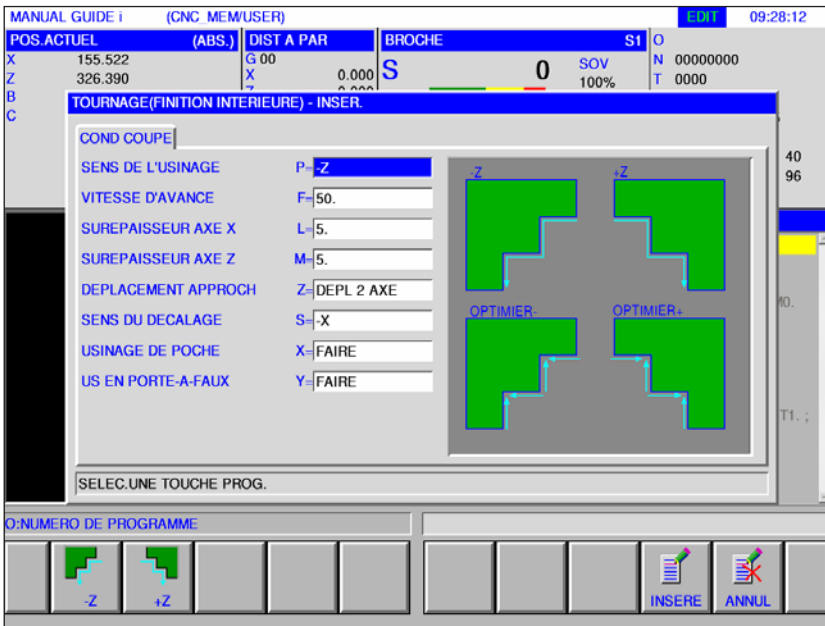 MANUAL GUIDE i (CNC_MEM/USER) EDIT 09:28:12
POS.ACTUEL (ABS.) DIST A PAR BROCHE S1 O
X 155.522 G 00 N 00000000
Z 326.390 X 0.000 S 0 SOV 100% T 0000
B
C
TOURNAGE(FINITION INTERIEURE) - INSER.
COND COUPE
SENS DE L'USINAGE P= -Z
VITESSE D'AVANCE F= 50.
SUREPAISSEUR AXE X L= 5.
SUREPAISSEUR AXE Z M= 5.
DEPLACEMENT APPROCH Z= DEPL 2 AXE
SENS DU DECALAGE S= -X
USINAGE DE POCHE X= FAIRE
US EN PORTE-A-FAUX Y= FAIRE
-Z +Z
OPTIMIER- OPTIMIER+
40
96
M0.
T1. ;
SELEC.UNE TOUCHE PROG.
O:NUMERO DE PROGRAMME
-Z +Z INSERE ANNUL